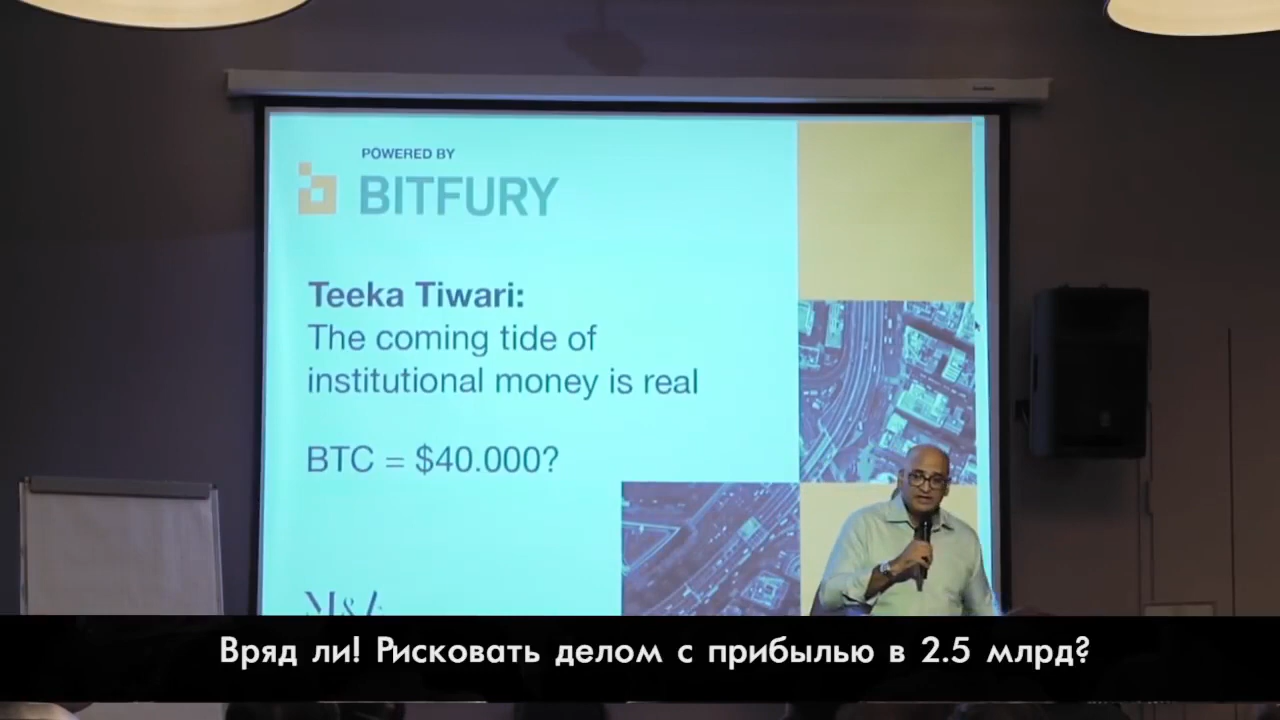 POWERED BY
BITFURY
Teeka Tiwari:
The coming tide of
institutional money is real
BTC = $40.000?
Вряд ли! Рисковать делом с прибылью в 2.5 млрд?